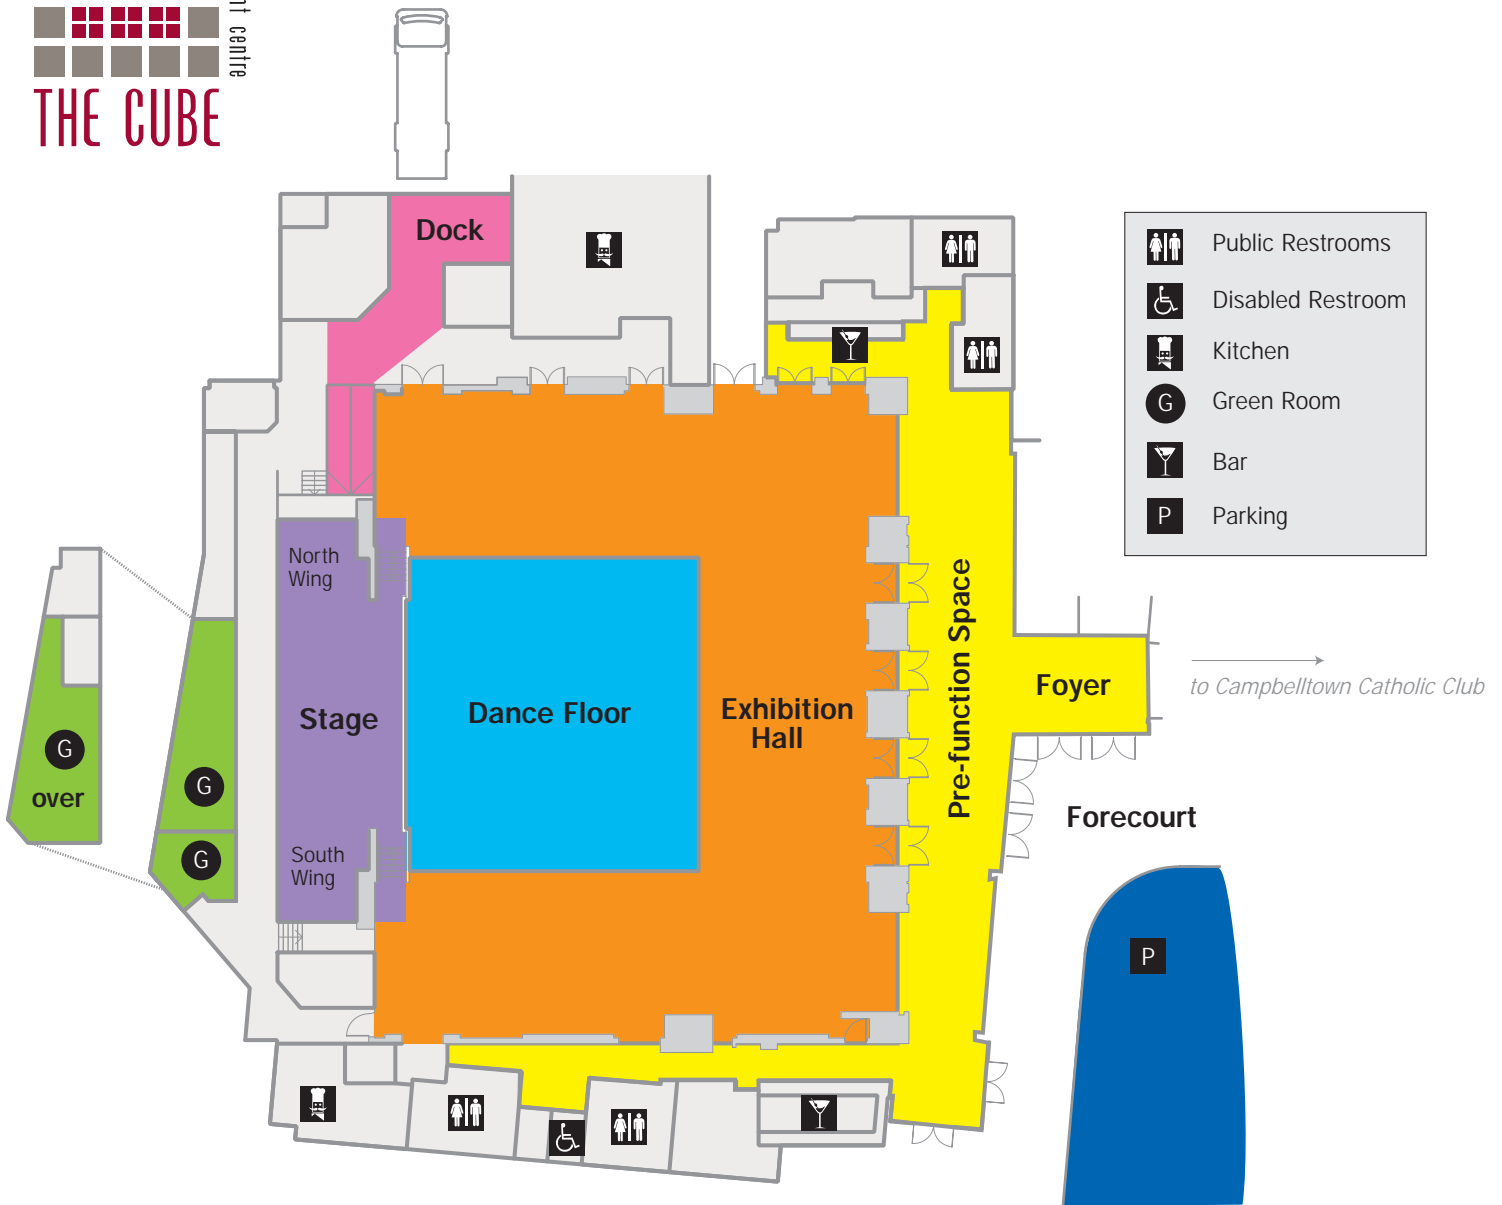 centre
THE CUBE
Dock
Public Restrooms
Disabled Restroom
Kitchen
G
Green Room
Bar
P
Parking
North
Wing
Stage
Dance Floor
Exhibition
Hall
Pre-function Space
Foyer
to Campbelltown Catholic Club
G
over
G
G
South
Wing
Forecourt
P